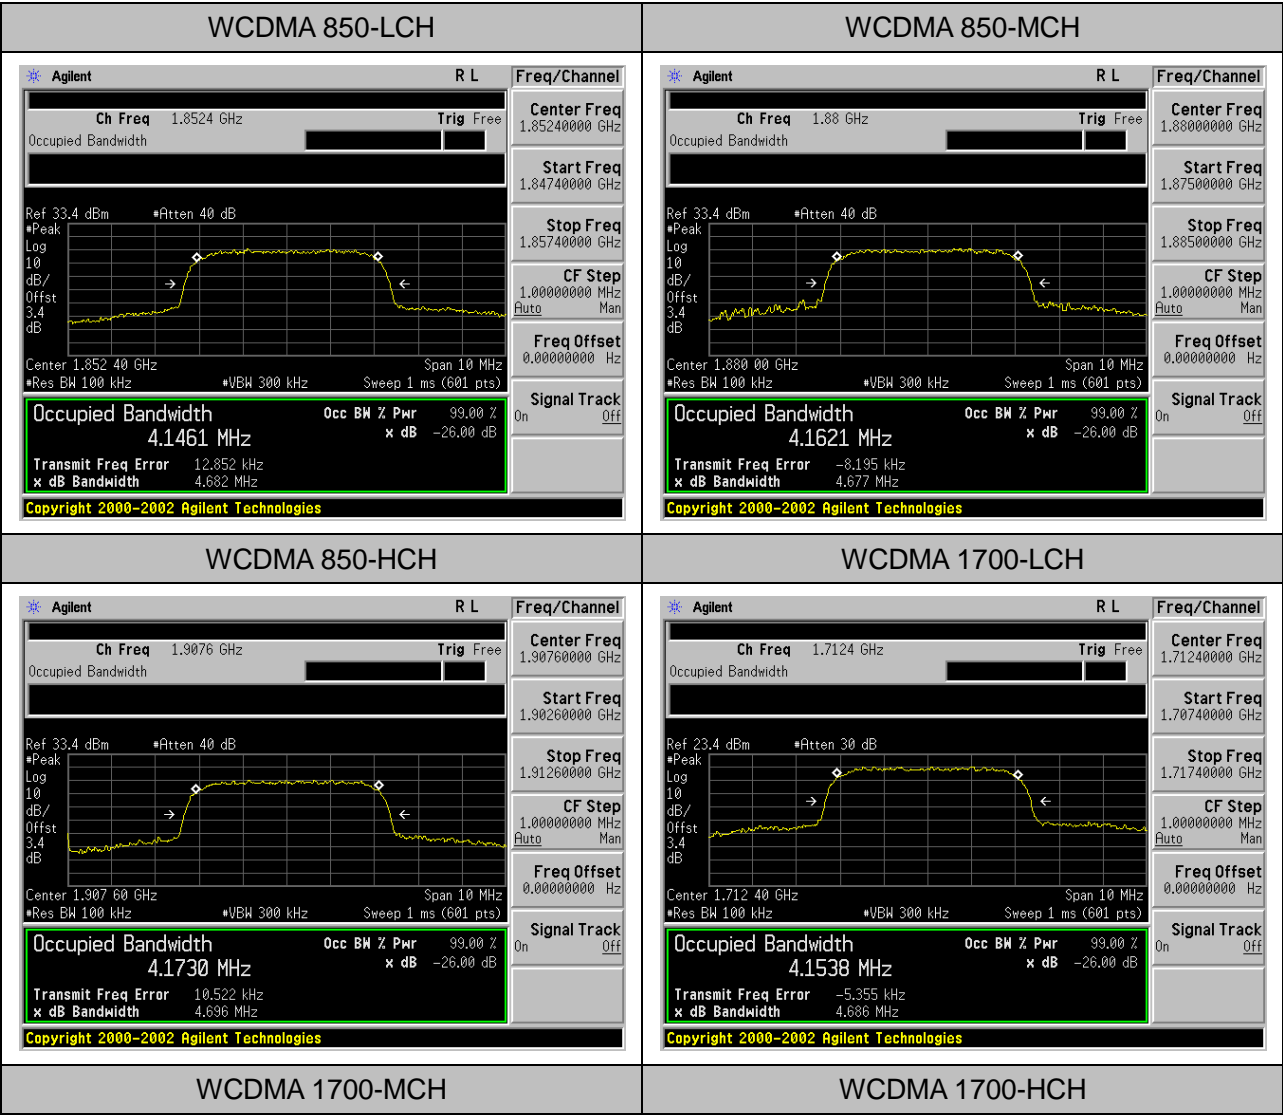 WCDMA 850-LCH
WCDMA 850-MCH
Agilent R L
Freq/Channel
Ch Freq 1.8524 GHz Trig Free
Occupied Bandwidth
Center Freq
1.85240000 GHz
Start Freq
1.84740000 GHz
Stop Freq
1.85740000 GHz
CF Step
1.00000000 MHz
Auto Man
Freq Offset
0.00000000 Hz
Signal Track
On Off
Ref 33.4 dBm #Atten 40 dB
#Peak
Log
10
dB/
Offst
3.4
dB
Center 1.852 40 GHz Span 10 MHz
#Res BW 100 kHz #VBW 300 kHz Sweep 1 ms (601 pts)
Occupied Bandwidth Occ BW % Pwr 99.00 %
4.1461 MHz x dB -26.00 dB
Transmit Freq Error 12.852 kHz
x dB Bandwidth 4.682 MHz
Copyright 2000-2002 Agilent Technologies
Agilent R L
Freq/Channel
Ch Freq 1.88 GHz Trig Free
Occupied Bandwidth
Center Freq
1.88000000 GHz
Start Freq
1.87500000 GHz
Stop Freq
1.88500000 GHz
CF Step
1.00000000 MHz
Auto Man
Freq Offset
0.00000000 Hz
Signal Track
On Off
Ref 33.4 dBm #Atten 40 dB
#Peak
Log
10
dB/
Offst
3.4
dB
Center 1.880 00 GHz Span 10 MHz
#Res BW 100 kHz #VBW 300 kHz Sweep 1 ms (601 pts)
Occupied Bandwidth Occ BW % Pwr 99.00 %
4.1621 MHz x dB -26.00 dB
Transmit Freq Error -8.195 kHz
x dB Bandwidth 4.677 MHz
Copyright 2000-2002 Agilent Technologies
WCDMA 850-HCH
WCDMA 1700-LCH
Agilent R L
Freq/Channel
Ch Freq 1.9076 GHz Trig Free
Occupied Bandwidth
Center Freq
1.90760000 GHz
Start Freq
1.90260000 GHz
Stop Freq
1.91260000 GHz
CF Step
1.00000000 MHz
Auto Man
Freq Offset
0.00000000 Hz
Signal Track
On Off
Ref 33.4 dBm #Atten 40 dB
#Peak
Log
10
dB/
Offst
3.4
dB
Center 1.907 60 GHz Span 10 MHz
#Res BW 100 kHz #VBW 300 kHz Sweep 1 ms (601 pts)
Occupied Bandwidth Occ BW % Pwr 99.00 %
4.1730 MHz x dB -26.00 dB
Transmit Freq Error 10.522 kHz
x dB Bandwidth 4.696 MHz
Copyright 2000-2002 Agilent Technologies
Agilent R L
Freq/Channel
Ch Freq 1.7124 GHz Trig Free
Occupied Bandwidth
Center Freq
1.71240000 GHz
Start Freq
1.70740000 GHz
Stop Freq
1.71740000 GHz
CF Step
1.00000000 MHz
Auto Man
Freq Offset
0.00000000 Hz
Signal Track
On Off
Ref 23.4 dBm #Atten 30 dB
#Peak
Log
10
dB/
Offst
3.4
dB
Center 1.712 40 GHz Span 10 MHz
#Res BW 100 kHz #VBW 300 kHz Sweep 1 ms (601 pts)
Occupied Bandwidth Occ BW % Pwr 99.00 %
4.1538 MHz x dB -26.00 dB
Transmit Freq Error -5.355 kHz
x dB Bandwidth 4.686 MHz
Copyright 2000-2002 Agilent Technologies
WCDMA 1700-MCH
WCDMA 1700-HCH